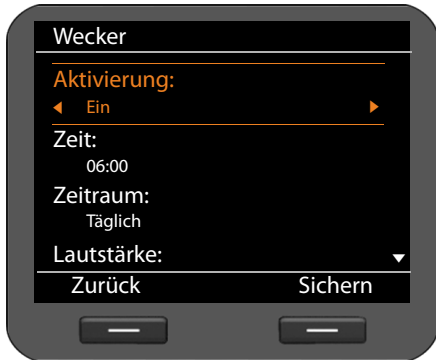 Wecker
Aktivierung:
Ein
Zeit:
06:00
Zeitraum:
Täglich
Lautstärke:
Zurück Sichern